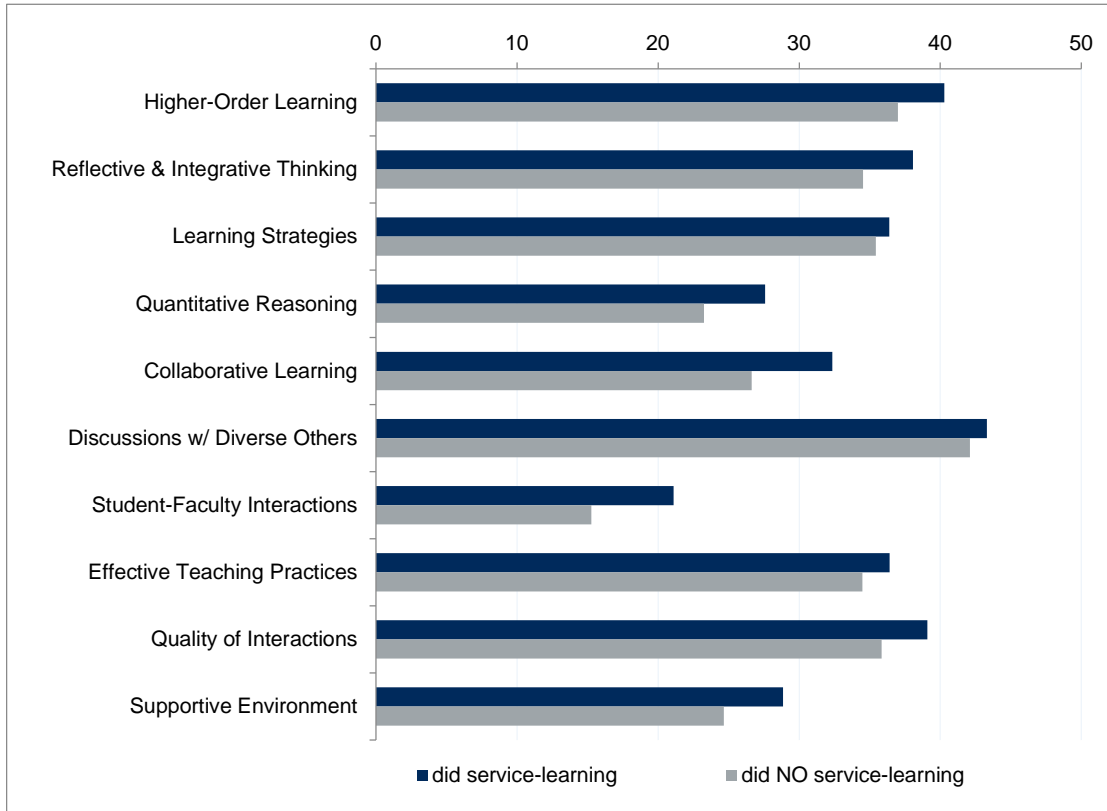 0 10 20 30 40 50
Higher-Order Learning
Reflective & Integrative Thinking
Learning Strategies
Quantitative Reasoning
Collaborative Learning
Discussions w/ Diverse Others
Student-Faculty Interactions
Effective Teaching Practices
Quality of Interactions
Supportive Environment
did service-learning did NO service-learning